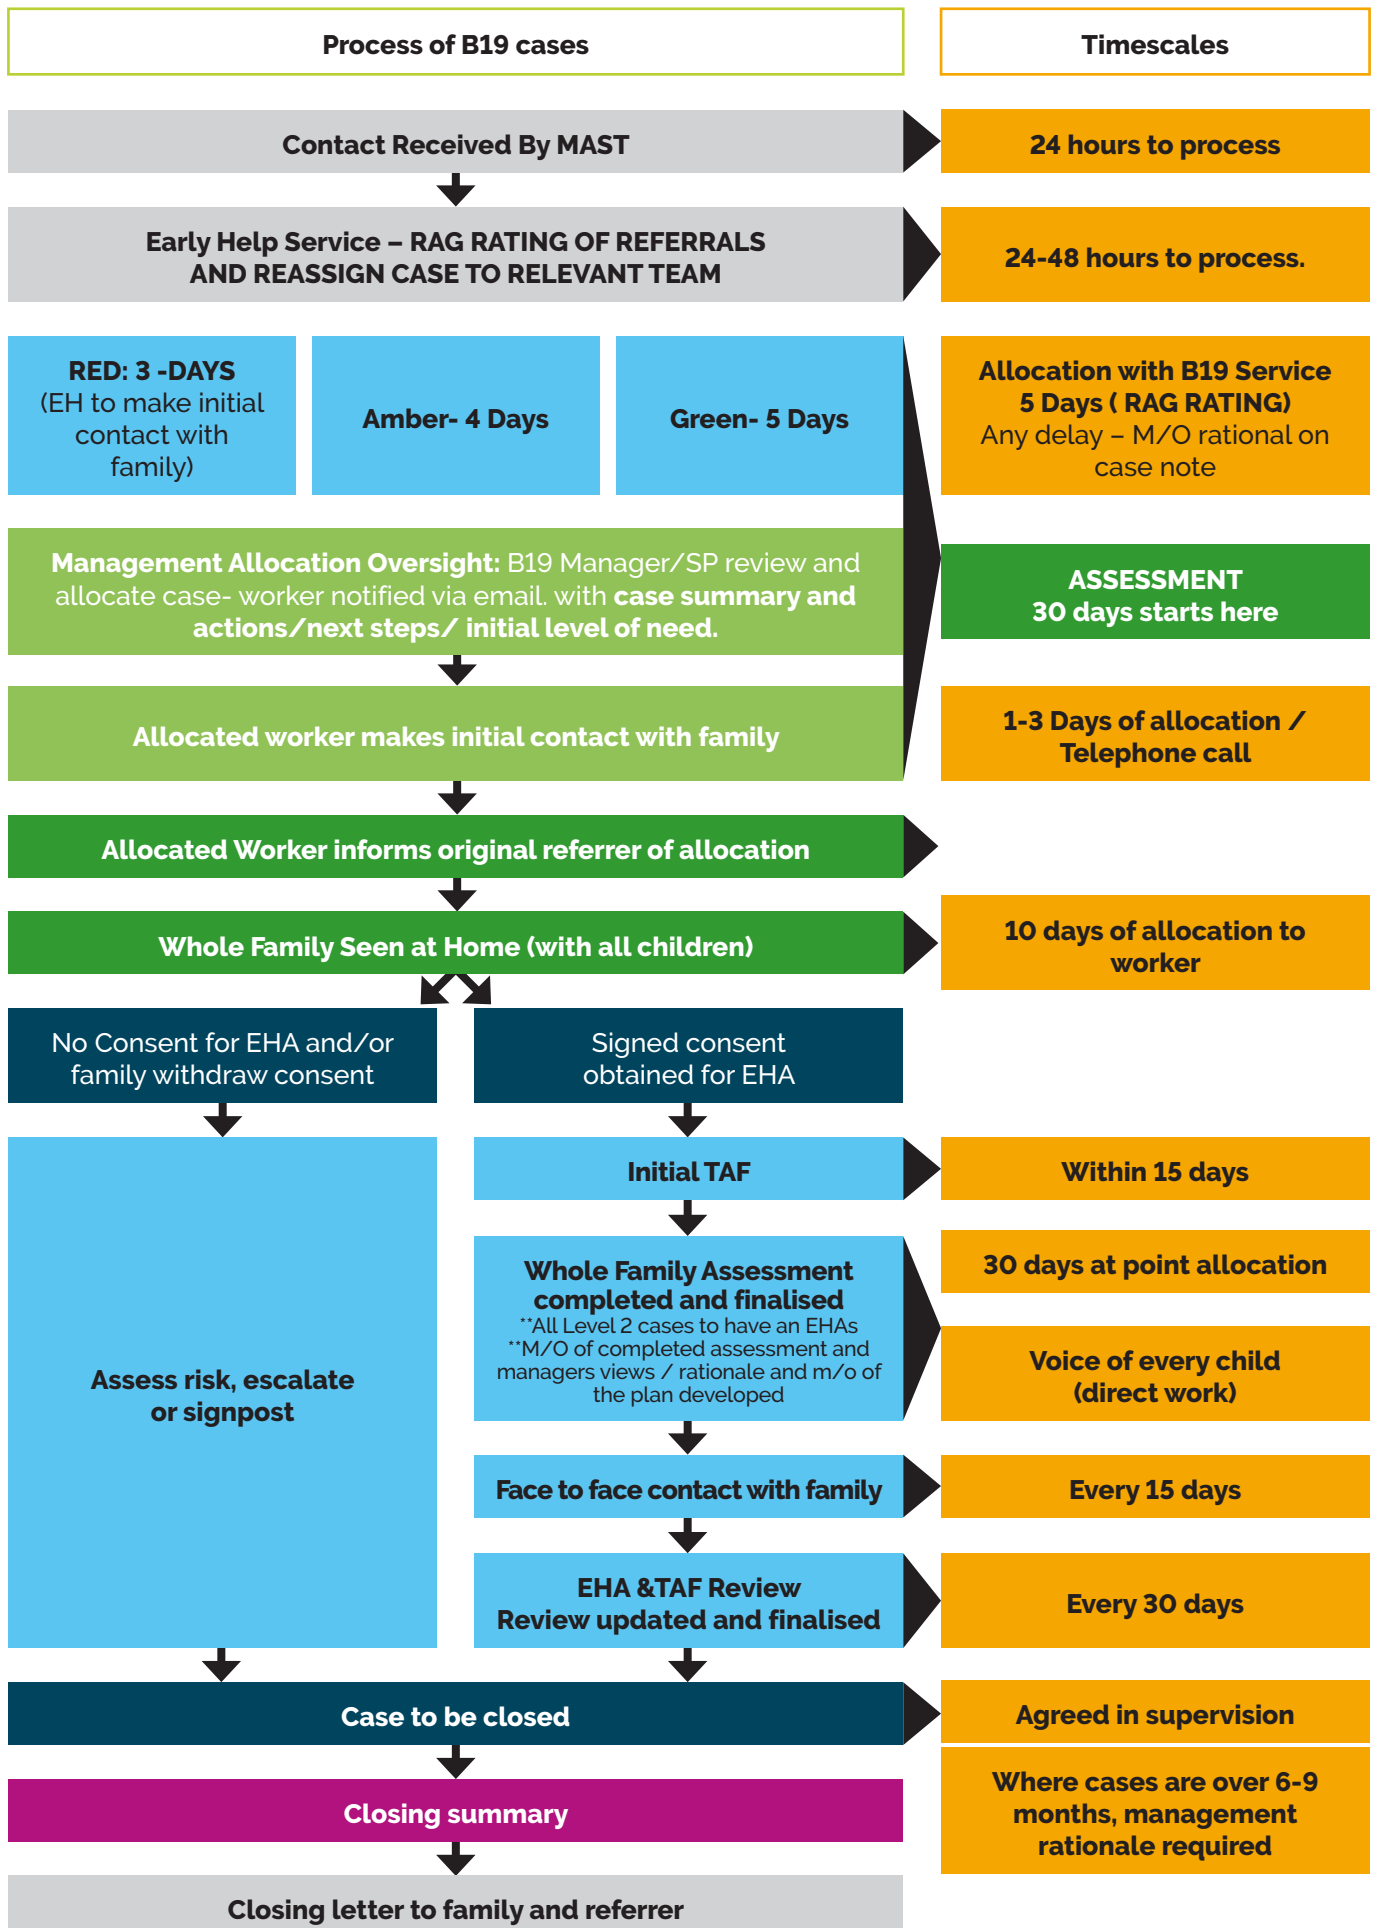 Process of B19 cases
Timescales
Contact Received By MAST
24 hours to process
Early Help Service – RAG RATING OF REFERRALS
AND REASSIGN CASE TO RELEVANT TEAM
24-48 hours to process.
RED: 3 -DAYS
(EH to make initial
contact with
family)
Amber- 4 Days
Green- 5 Days
Allocation with B19 Service
5 Days ( RAG RATING)
Any delay – M/O rational on
case note
Management Allocation Oversight: B19 Manager/SP review and
allocate case- worker notified via email. with case summary and
actions/next steps/ initial level of need.
ASSESSMENT
30 days starts here
Allocated worker makes initial contact with family
1-3 Days of allocation /
Telephone call
Allocated Worker informs original referrer of allocation
Whole Family Seen at Home (with all children)
10 days of allocation to
worker
No Consent for EHA and/or
family withdraw consent
Signed consent
obtained for EHA
Assess risk, escalate
or signpost
Initial TAF
Within 15 days
Whole Family Assessment
completed and finalised
**All Level 2 cases to have an EHAs
**M/O of completed assessment and
managers views / rationale and m/o of
the plan developed
30 days at point allocation
Voice of every child
(direct work)
Face to face contact with family
Every 15 days
EHA &TAF Review
Review updated and finalised
Every 30 days
Case to be closed
Agreed in supervision
Closing summary
Where cases are over 6-9
months, management
rationale required
Closing letter to family and referrer